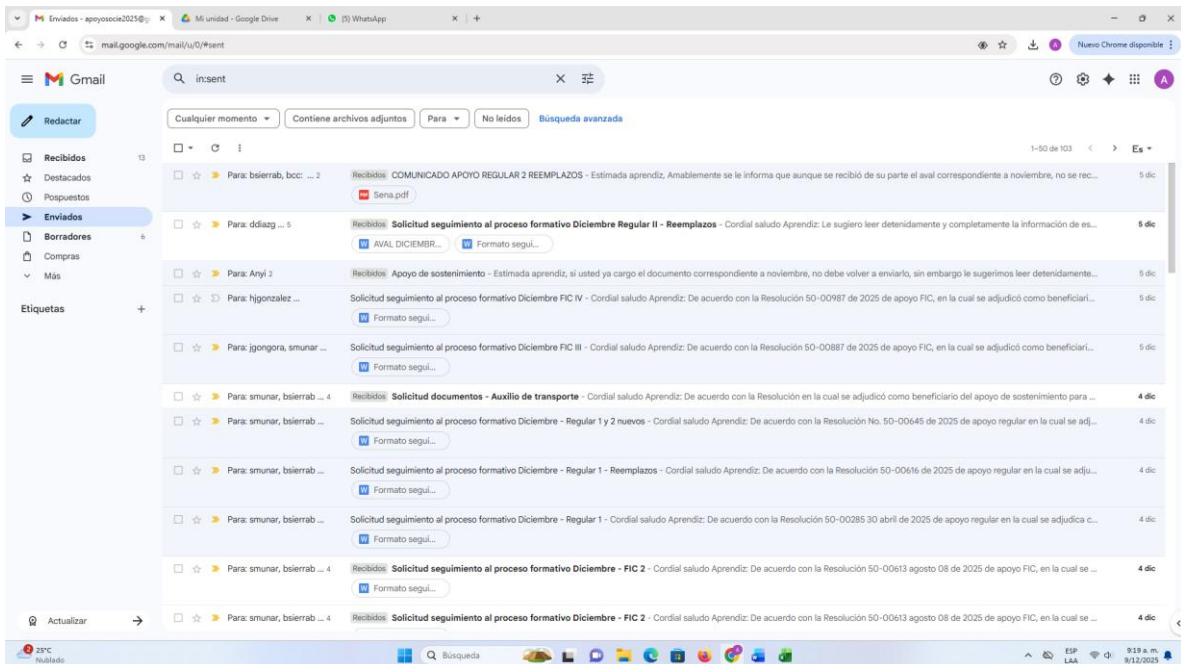 Enviados - apoyosocie2025@g
Mi unidad - Google Drive
(5) WhatsApp
mail.google.com/mail/u/0/#sent
Nuevo Chrome disponible
Gmail
in:sent
A
Redactar
Cualquier momento
Contiene archivos adjuntos
Para
No leídos
Búsqueda avanzada
1–50 de 103
Es
Recibidos 13
Destacados
Pospuestos
Enviados
Borradores 6
Compras
Más
Etiquetas
Para: bsierrab, bcc: ... 2 Recibidos COMUNICADO APOYO REGULAR 2 REEMPLAZOS - Estimada aprendiz, Amablemente se le informa que aunque se recibió de su parte el aval correspondiente a noviembre, no se rec... 5 dic
PDF Sena.pdf
Para: ddiazg ... 5 Recibidos Solicitud seguimiento al proceso formativo Diciembre Regular II - Reemplazos - Cordial saludo Aprendiz: Le sugiero leer detenidamente y completamente la información de es... 5 dic
W AVAL DICIEMBR... W Formato segui...
Para: Anyi 2 Recibidos Apoyo de sostenimiento - Estimada aprendiz, si usted ya cargo el documento correspondiente a noviembre, no debe volver a enviarlo, sin embargo le sugerimos leer detenidamente... 5 dic
Para: hjgonzalez ... Solicitud seguimiento al proceso formativo Diciembre FIC IV - Cordial saludo Aprendiz: De acuerdo con la Resolución 50-00987 de 2025 de apoyo FIC, en la cual se adjudicó como beneficiari... 5 dic
W Formato segui...
Para: jgongora, smunar ... Solicitud seguimiento al proceso formativo Diciembre FIC III - Cordial saludo Aprendiz: De acuerdo con la Resolución 50-00887 de 2025 de apoyo FIC, en la cual se adjudicó como beneficiari... 5 dic
W Formato segui...
Para: smunar, bsierrab ... 4 Recibidos Solicitud documentos - Auxilio de transporte - Cordial saludo Aprendiz: De acuerdo con la Resolución en la cual se adjudicó como beneficiario del apoyo de sostenimiento para ... 4 dic
Para: smunar, bsierrab ... Solicitud seguimiento al proceso formativo Diciembre - Regular 1 y 2 nuevos - Cordial saludo Aprendiz: De acuerdo con la Resolución No. 50-00645 de 2025 de apoyo regular en la cual se adj... 4 dic
W Formato segui...
Para: smunar, bsierrab ... Solicitud seguimiento al proceso formativo Diciembre - Regular 1 - Reemplazos - Cordial saludo Aprendiz: De acuerdo con la Resolución 50-00616 de 2025 de apoyo regular en la cual se adju... 4 dic
W Formato segui...
Para: smunar, bsierrab ... Solicitud seguimiento al proceso formativo Diciembre - Regular 1 - Cordial saludo Aprendiz: De acuerdo con la Resolución 50-00285 30 abril de 2025 de apoyo regular en la cual se adjudica c... 4 dic
W Formato segui...
Para: smunar, bsierrab ... 4 Recibidos Solicitud seguimiento al proceso formativo Diciembre - FIC 2 - Cordial saludo Aprendiz: De acuerdo con la Resolución 50-00613 agosto 08 de 2025 de apoyo FIC, en la cual se ... 4 dic
W Formato segui...
Para: smunar, bsierrab ... 4 Recibidos Solicitud seguimiento al proceso formativo Diciembre - FIC 2 - Cordial saludo Aprendiz: De acuerdo con la Resolución 50-00613 agosto 08 de 2025 de apoyo FIC, en la cual se ... 4 dic
Actualizar
2 25°C
Nublado
Búsqueda
ESP
LAA
9:19 a. m.
9/12/2025